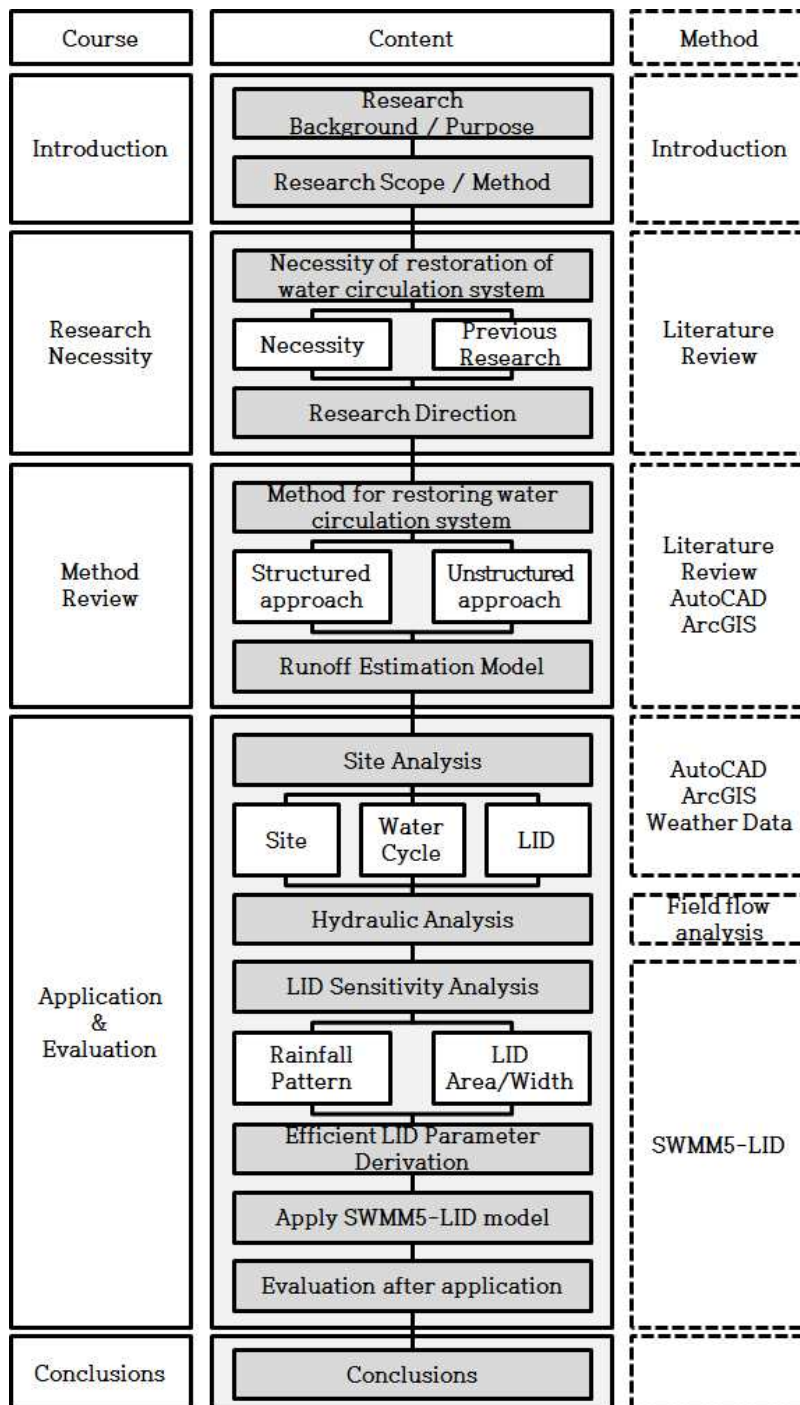 Course
Content
Method
Introduction
Research
Background / Purpose
Research Scope / Method
Introduction
Research
Necessity
Necessity of restoration of
water circulation system
Necessity
Previous
Research
Research Direction
Literature
Review
Method
Review
Method for restoring water
circulation system
Structured
approach
Unstructured
approach
Runoff Estimation Model
Literature
Review
AutoCAD
ArcGIS
Application
&
Evaluation
Site Analysis
Site
Water
Cycle
LID
Hydraulic Analysis
LID Sensitivity Analysis
Rainfall
Pattern
LID
Area/Width
Efficient LID Parameter
Derivation
Apply SWMM5-LID model
Evaluation after application
AutoCAD
ArcGIS
Weather Data
Field flow
analysis
SWMM5-LID
Conclusions
Conclusions